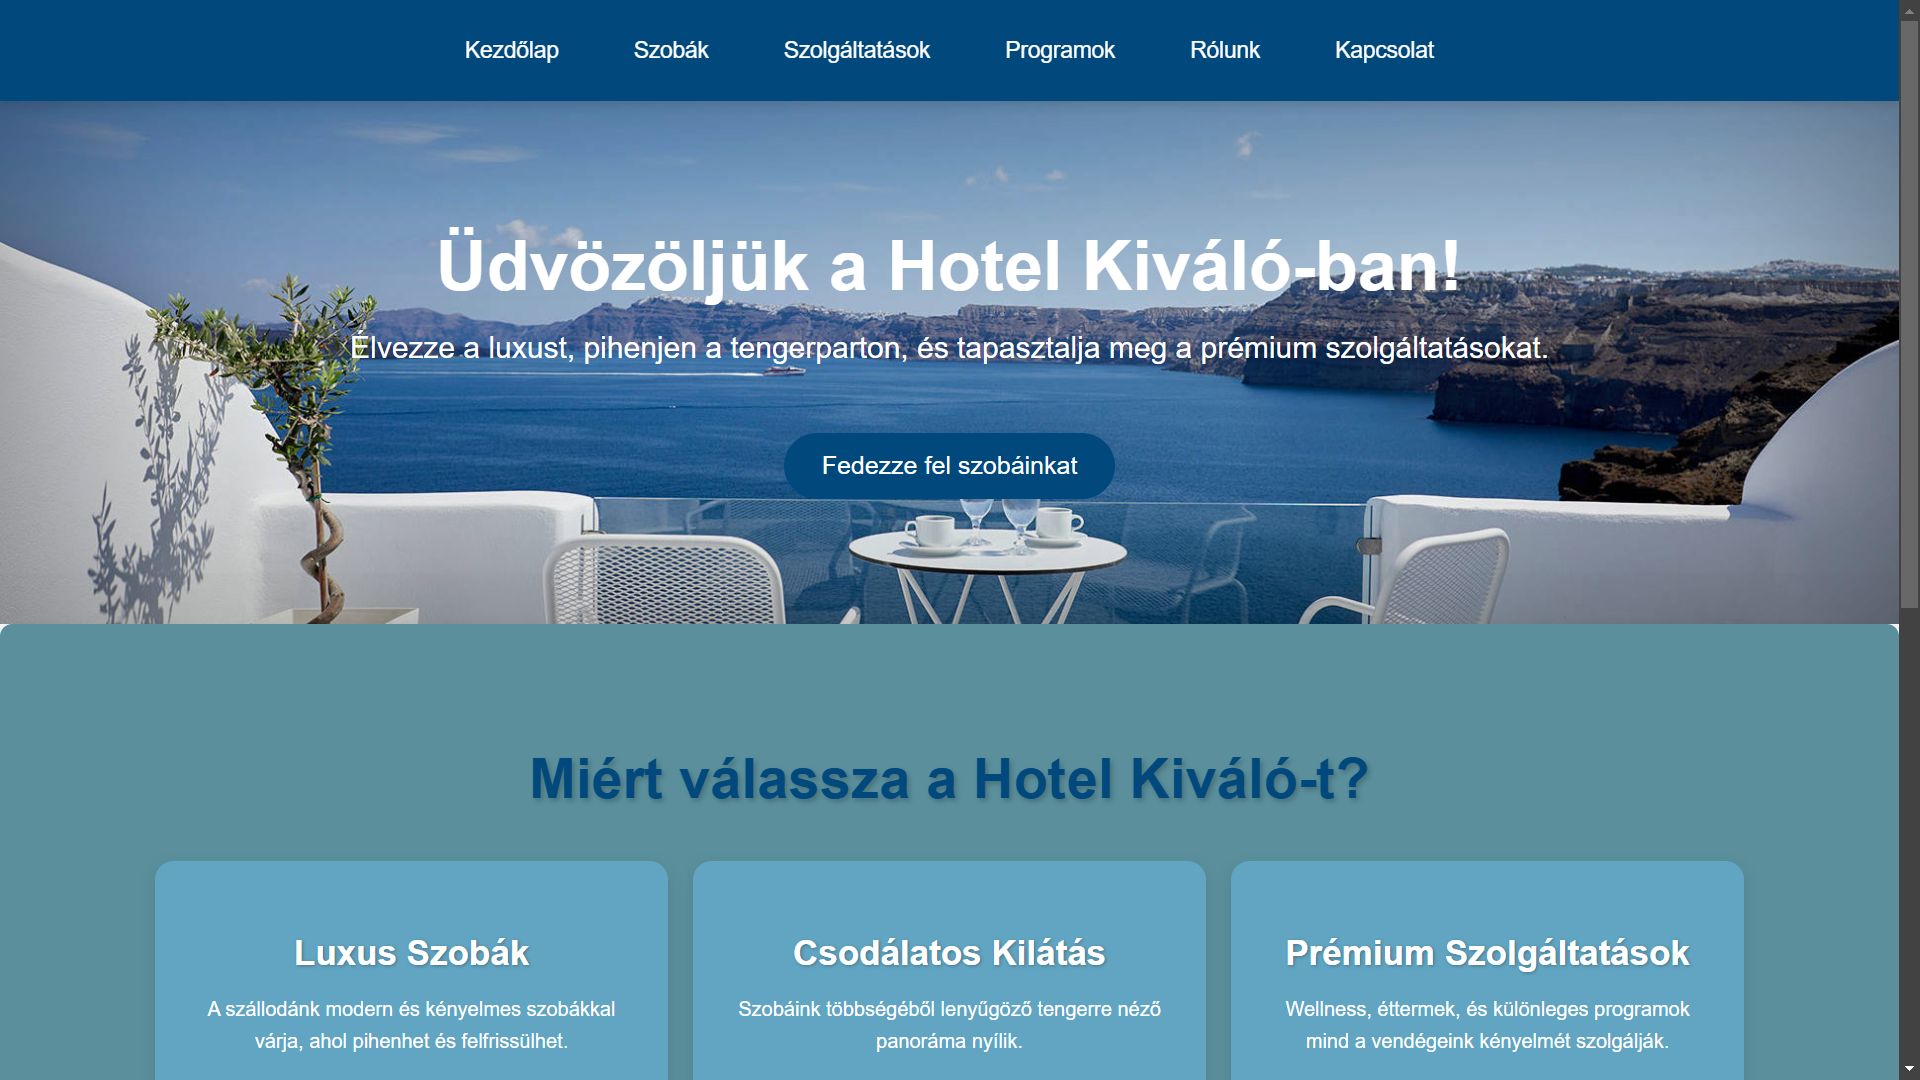 Kezdőlap Szobák Szolgáltatások Programok Rólunk Kapcsolat
Üdvözöljük a Hotel Kiváló-ban!
Élvezze a luxust, pihenjen a tengerparton, és tapasztalja meg a prémium szolgáltatásokat.
Fedezze fel szobáinkat
Miért válassza a Hotel Kiváló-t?
Luxus Szobák
A szállodánk modern és kényelmes szobákkal
várja, ahol pihenhet és felfrissülhet.
Csodálatos Kilátás
Szobáink többségéből lenyűgöző tengerre néző
panoráma nyílik.
Prémium Szolgáltatások
Wellness, éttermek, és különleges programok
mind a vendégeink kényelmét szolgálják.